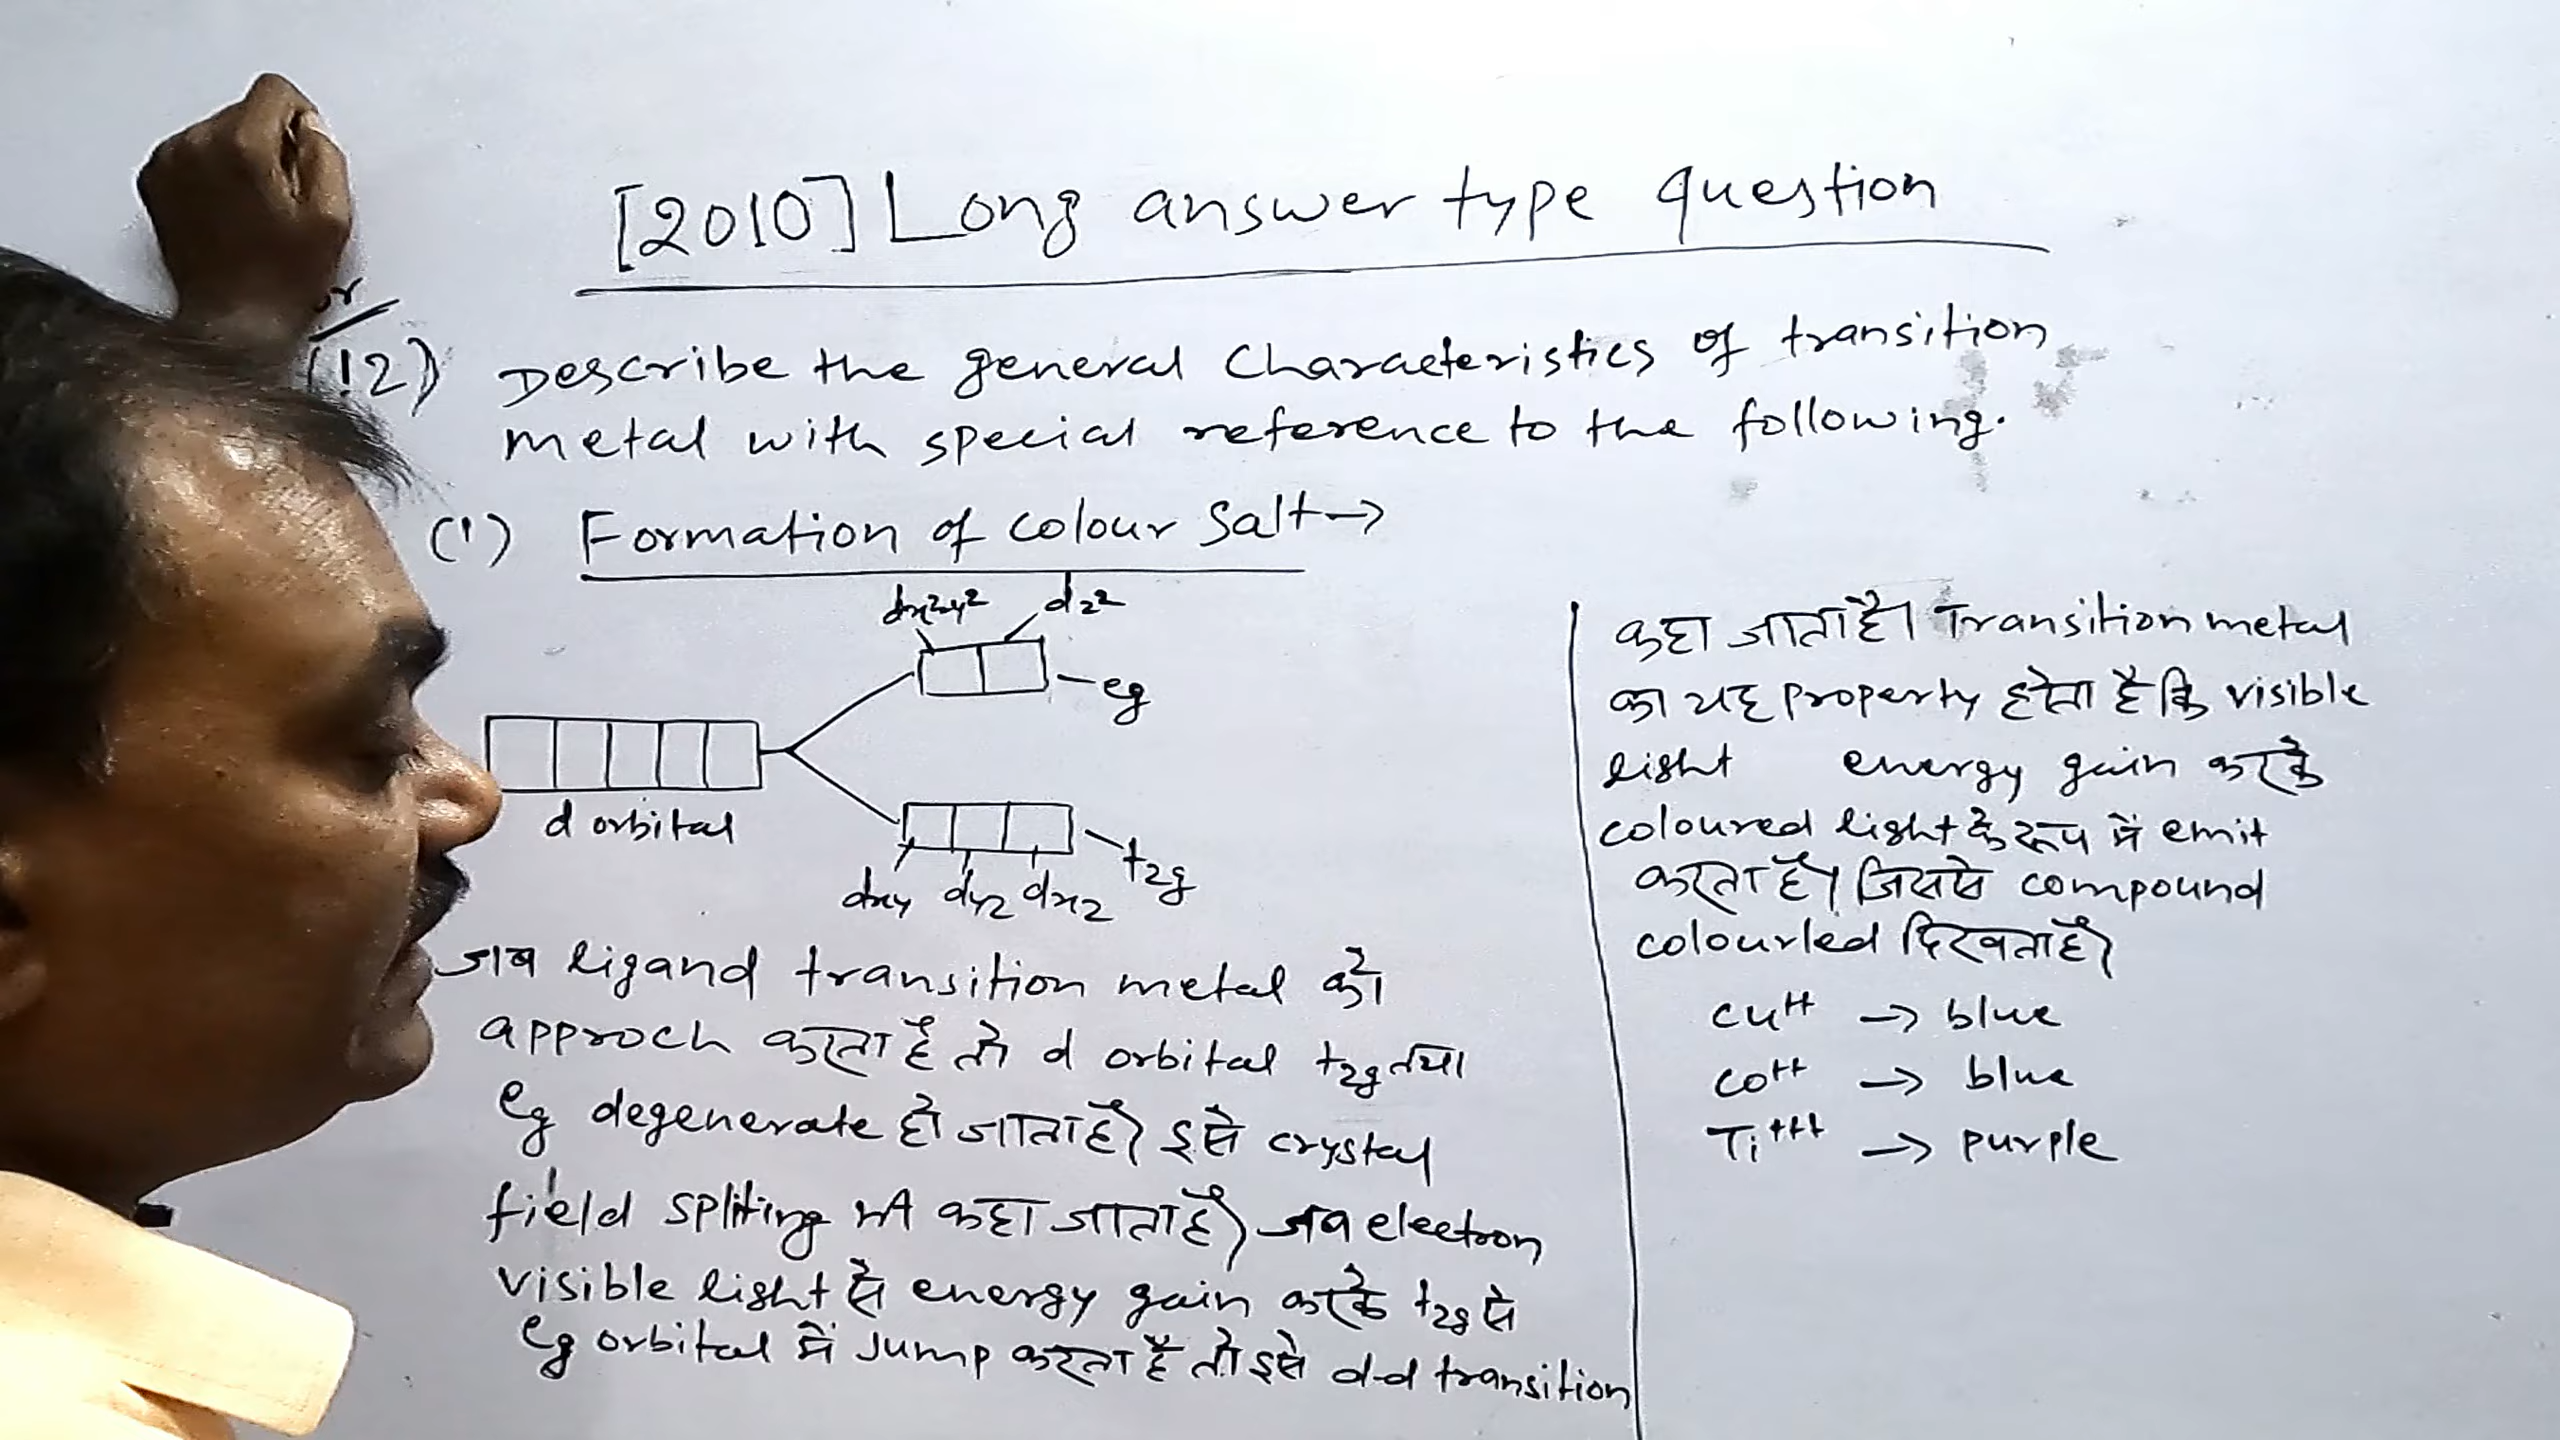 [2010] Long answer type question
or
(12) Describe the general characteristics of transition
metal with special reference to the following.
(1) Formation of colour salt→
dx²-y² dz²
eg
d orbital
t2g
dxy dyz dxz
जब ligand transition metal को
approch करता है तो d orbital t2g तथा
eg degenerate हो जाता है। इसे crystal
field spliting कहा जाता है। जब electron
visible light से energy gain करके t2g से
eg orbital में jump करता है तो इसे d-d transition
कहा जाता है। Transition metal
का यह property होता है कि visible
light energy gain करके
coloured light के रूप में emit
करता है। जिससे compound
colourled दिखता है।
Cu++ → blue
Co++ → blue
Ti+++ → purple